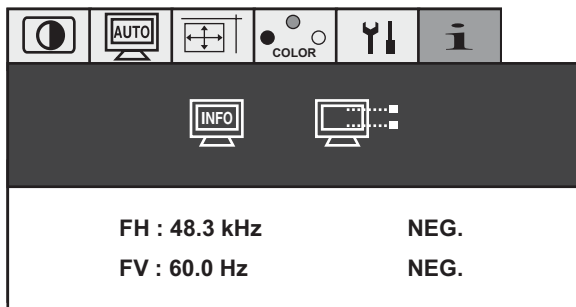 AUTO
COLOR
i
INFO
FH : 48.3 kHz NEG.
FV : 60.0 Hz NEG.